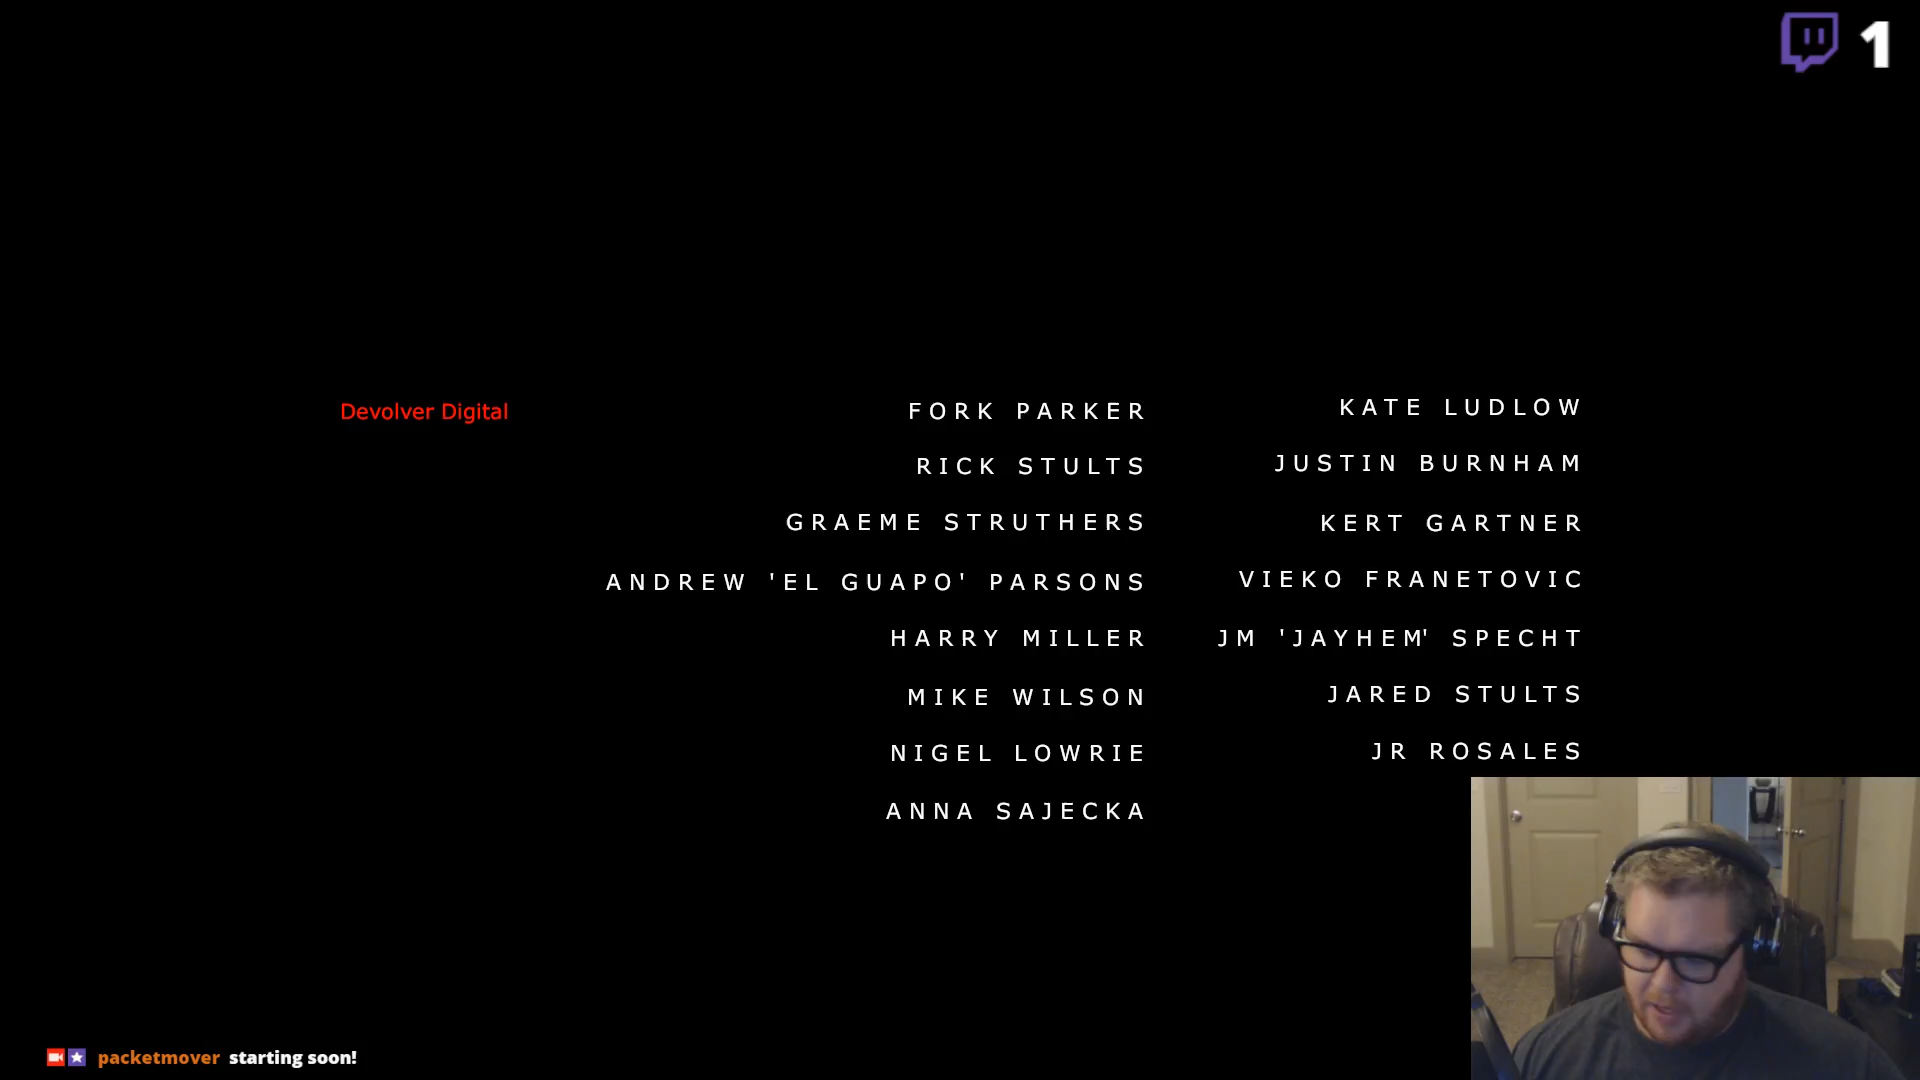 1
Devolver Digital
FORK PARKER
RICK STULTS
GRAEME STRUTHERS
ANDREW 'EL GUAPO' PARSONS
HARRY MILLER
MIKE WILSON
NIGEL LOWRIE
ANNA SAJECKA
KATE LUDLOW
JUSTIN BURNHAM
KERT GARTNER
VIEKO FRANETOVIC
JM 'JAYHEM' SPECHT
JARED STULTS
JR ROSALES
packetmover starting soon!